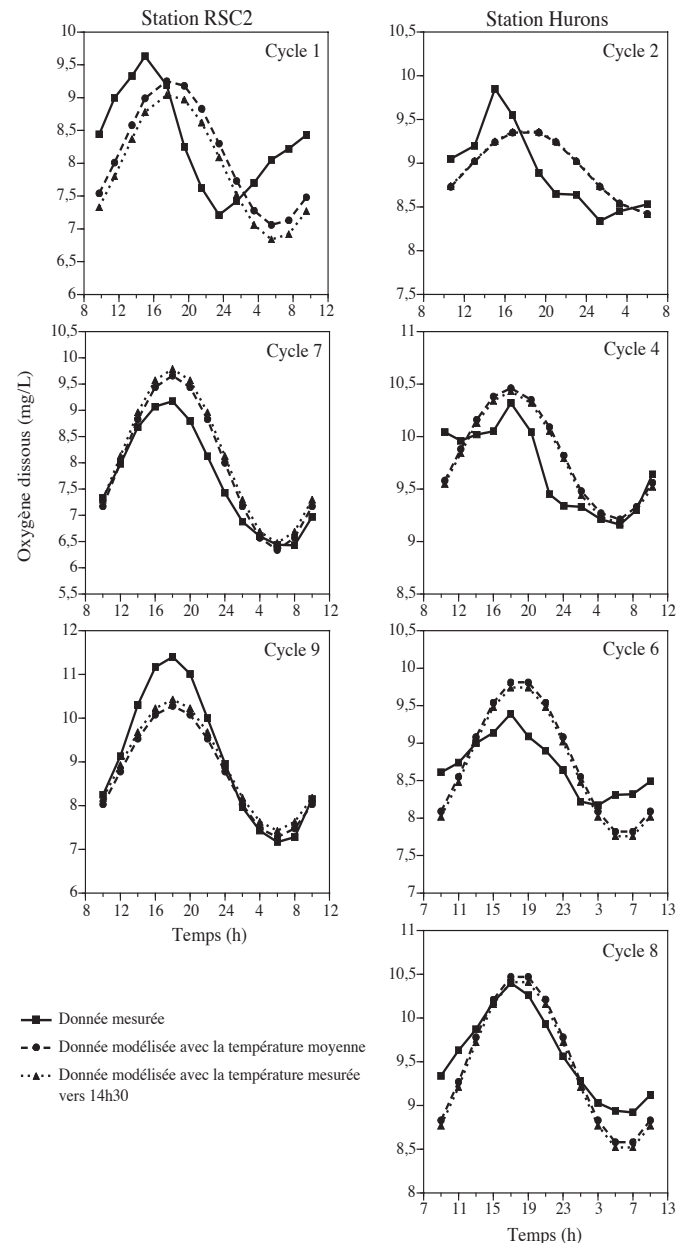 Station RSC2
Station Hurons
Cycle 1
10
9,5
9
8,5
8
7,5
7
6,5
6
8 12 16 20 24 4 8 12
Cycle 2
10,5
10
9,5
9
8,5
8
7,5
8 12 16 20 24 4 8
Oxygène dissous (mg/L)
Cycle 7
10,5
10
9,5
9
8,5
8
7,5
7
6,5
6
5,5
8 12 16 20 24 4 8 12
Cycle 4
11
10,5
10
9,5
9
8,5
8 12 16 20 24 4 8 12
Cycle 9
12
11
10
9
8
7
6
8 12 16 20 24 4 8 12
Temps (h)
Cycle 6
10,5
10
9,5
9
8,5
8
7,5
7
7 11 15 19 23 3 7 13
Cycle 8
11
10,5
10
9,5
9
8,5
8
7 11 15 19 23 3 7 13
Temps (h)
Donnée mesurée
Donnée modélisée avec la température moyenne
Donnée modélisée avec la température mesurée
vers 14h30